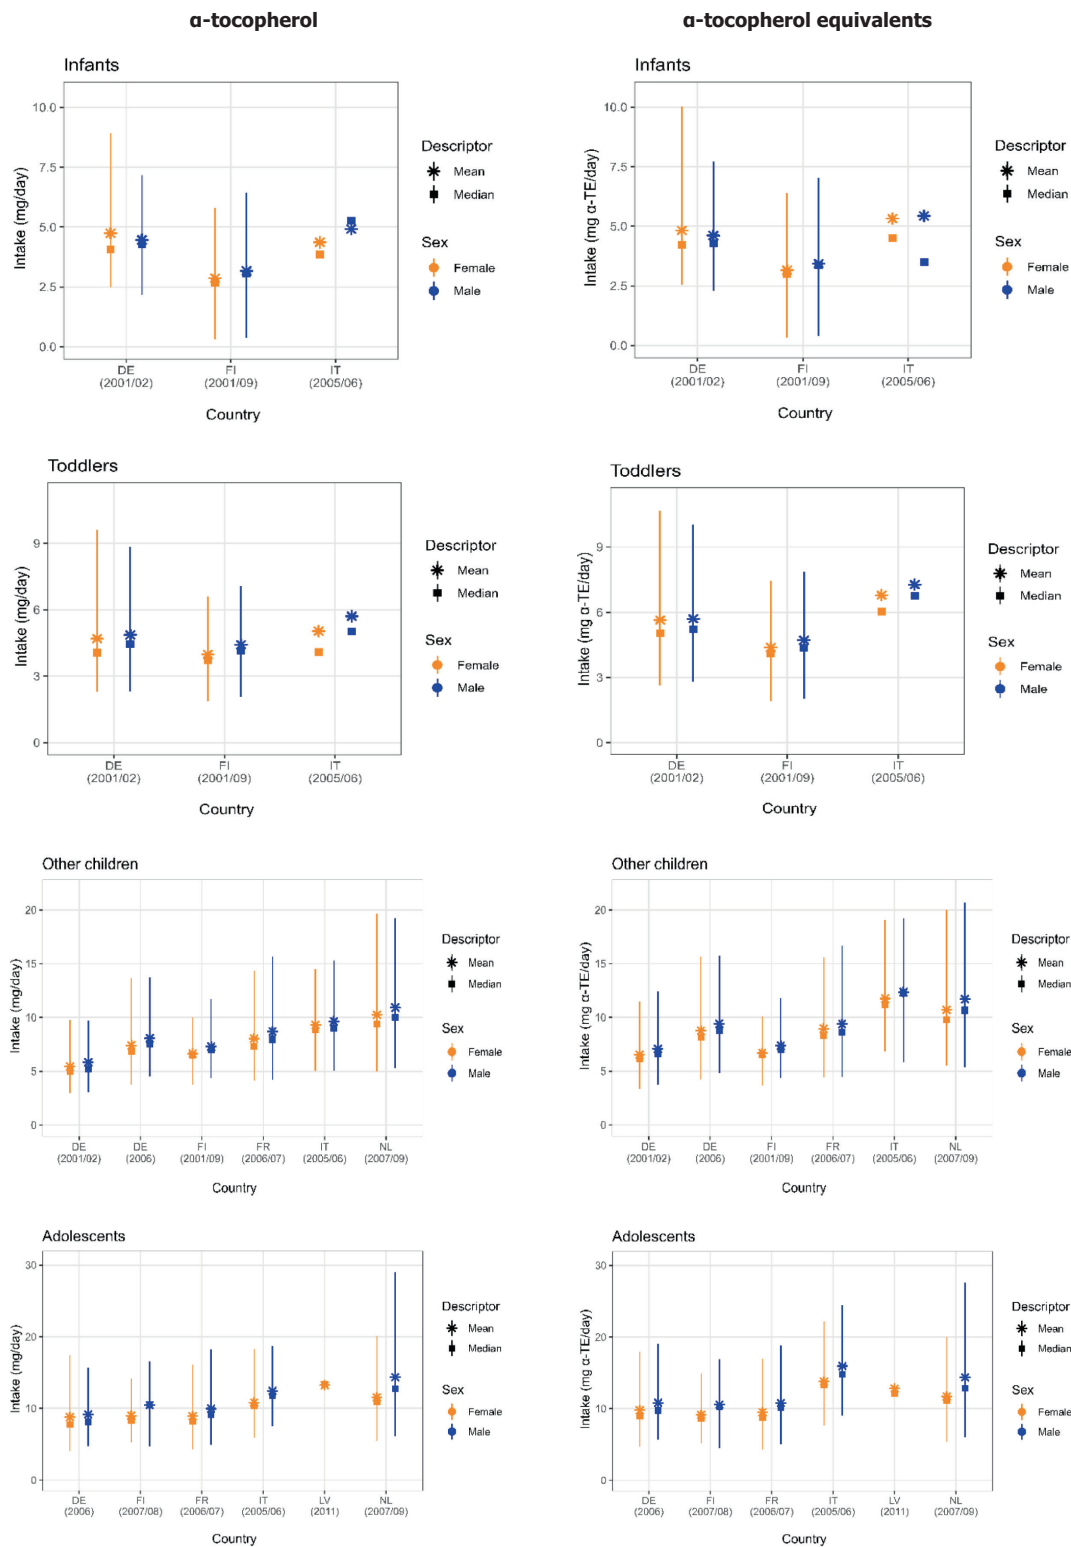 α-tocopherol
α-tocopherol equivalents
Infants
Intake (mg/day)
10.0
7.5
5.0
2.5
0.0
DE
(2001/02)
FI
(2001/09)
IT
(2005/06)
Country
Descriptor
Mean
Median
Sex
Female
Male
Infants
Intake (mg α-TE/day)
10.0
7.5
5.0
2.5
0.0
DE
(2001/02)
FI
(2001/09)
IT
(2005/06)
Country
Descriptor
Mean
Median
Sex
Female
Male
Toddlers
Intake (mg/day)
9
6
3
0
DE
(2001/02)
FI
(2001/09)
IT
(2005/06)
Country
Descriptor
Mean
Median
Sex
Female
Male
Toddlers
Intake (mg α-TE/day)
9
6
3
0
DE
(2001/02)
FI
(2001/09)
IT
(2005/06)
Country
Descriptor
Mean
Median
Sex
Female
Male
Other children
Intake (mg/day)
20
15
10
5
0
DE
(2001/02)
DE
(2006)
FI
(2001/09)
FR
(2006/07)
IT
(2005/06)
NL
(2007/09)
Country
Descriptor
Mean
Median
Sex
Female
Male
Other children
Intake (mg α-TE/day)
20
15
10
5
0
DE
(2001/02)
DE
(2006)
FI
(2001/09)
FR
(2006/07)
IT
(2005/06)
NL
(2007/09)
Country
Descriptor
Mean
Median
Sex
Female
Male
Adolescents
Intake (mg/day)
30
20
10
0
DE
(2006)
FI
(2007/08)
FR
(2006/07)
IT
(2005/06)
LV
(2011)
NL
(2007/09)
Country
Descriptor
Mean
Median
Sex
Female
Male
Adolescents
Intake (mg α-TE/day)
30
20
10
0
DE
(2006)
FI
(2007/08)
FR
(2006/07)
IT
(2005/06)
LV
(2011)
NL
(2007/09)
Country
Descriptor
Mean
Median
Sex
Female
Male